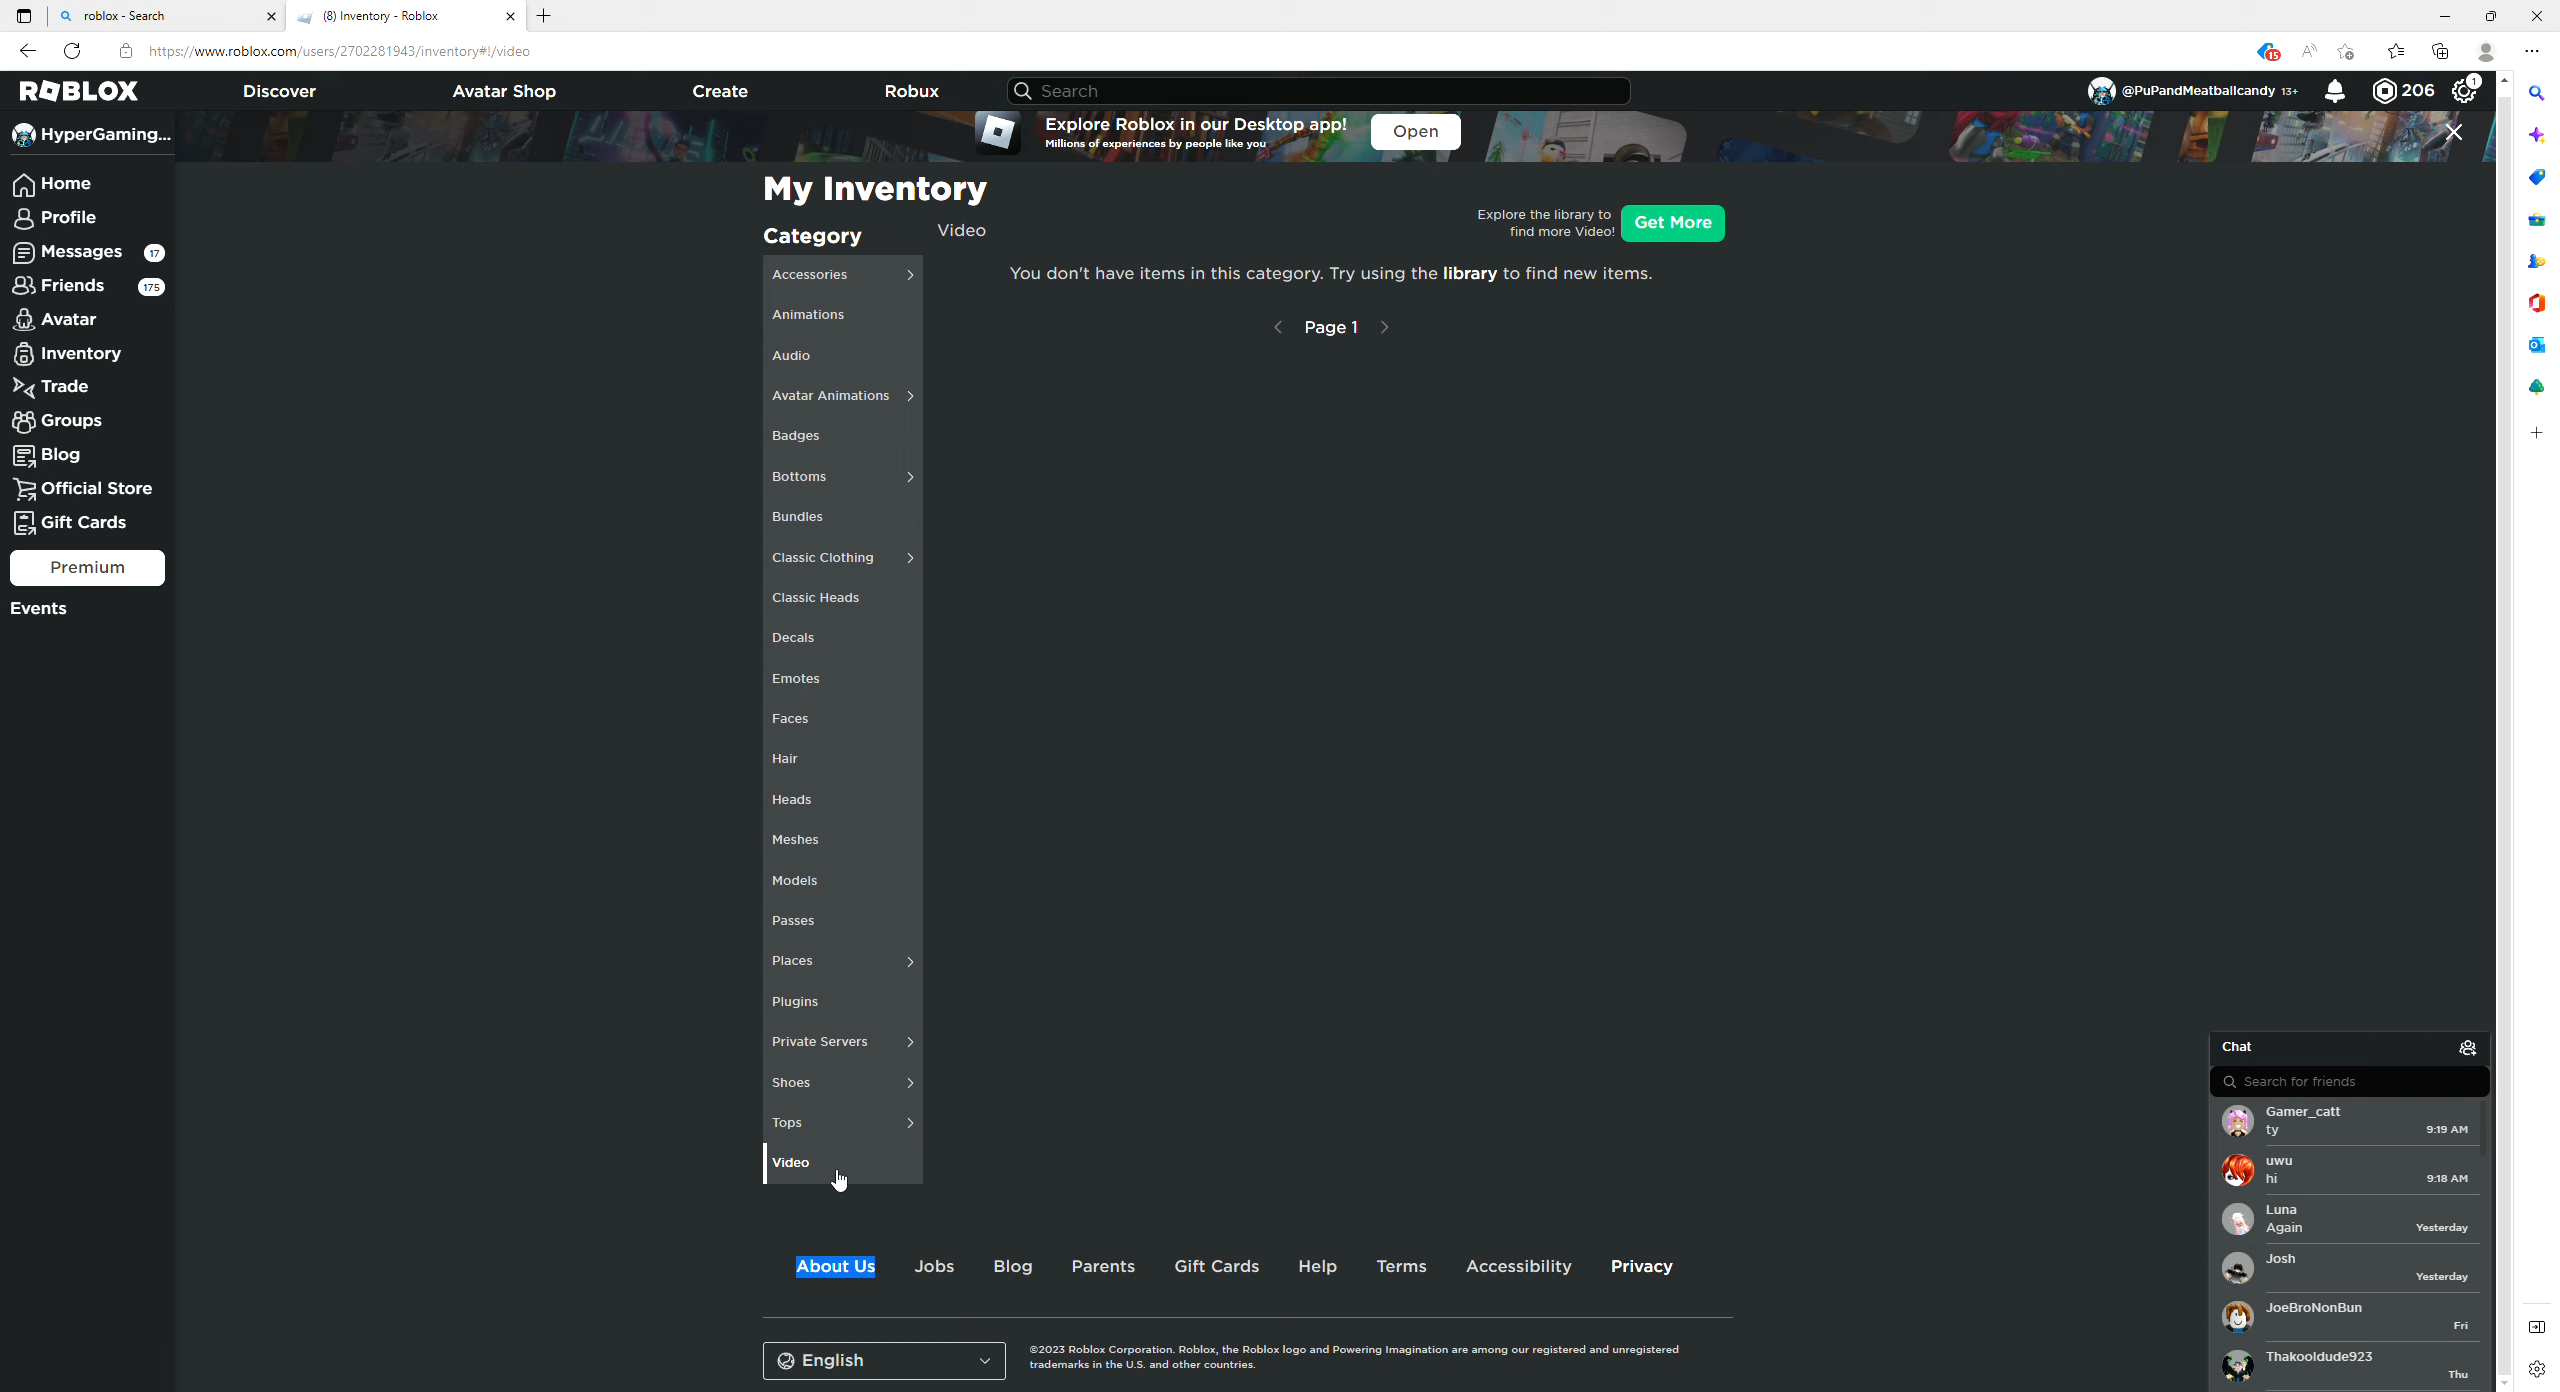 roblox - Search
(8) Inventory - Roblox
https://www.roblox.com/users/2702281943/inventory#!/video
15
ROBLOX
Discover
Avatar Shop
Create
Robux
Search
@PuPandMeatballcandy 13+
206
1
HyperGaming...
Explore Roblox in our Desktop app!
Millions of experiences by people like you
Open
Home
Profile
Messages 17
Friends 175
Avatar
Inventory
Trade
Groups
Blog
Official Store
Gift Cards
Premium
Events
My Inventory
Category
Accessories
Animations
Audio
Avatar Animations
Badges
Bottoms
Bundles
Classic Clothing
Classic Heads
Decals
Emotes
Faces
Hair
Heads
Meshes
Models
Passes
Places
Plugins
Private Servers
Shoes
Tops
Video
Video
Explore the library to
find more Video!
Get More
You don't have items in this category. Try using the library to find new items.
Page 1
Chat
Search for friends
Gamer_catt
ty 9:19 AM
uwu
hi 9:18 AM
Luna
Again Yesterday
Josh
Yesterday
JoeBroNonBun
Fri
Thakooldude923
Thu
About Us Jobs Blog Parents Gift Cards Help Terms Accessibility Privacy
English
©2023 Roblox Corporation. Roblox, the Roblox logo and Powering Imagination are among our registered and unregistered
trademarks in the U.S. and other countries.